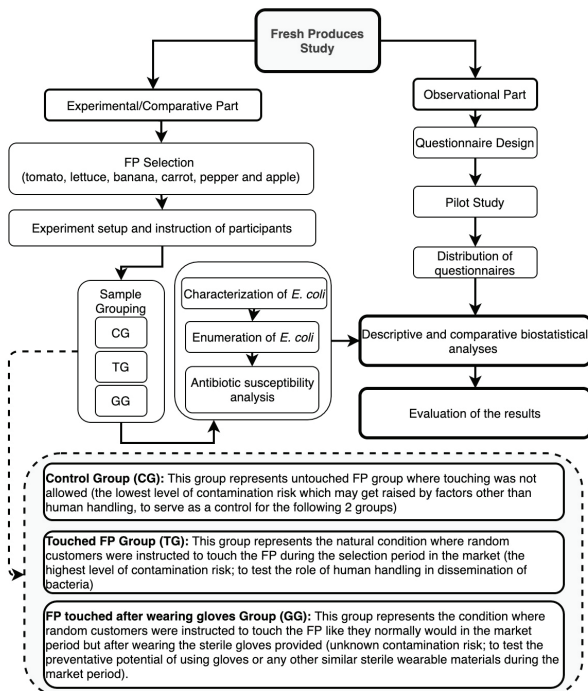 Fresh Produces
Study
Experimental/Comparative Part
Observational Part
FP Selection
(tomato, lettuce, banana, carrot, pepper and apple)
Questionnaire Design
Experiment setup and instruction of participants
Pilot Study
Distribution of
questionnaires
Sample
Grouping
CG
TG
GG
Characterization of E. coli
Enumeration of E. coli
Antibiotic susceptibility
analysis
Descriptive and comparative biostatistical
analyses
Evaluation of the results
Control Group (CG): This group represents untouched FP group where touching was not
allowed (the lowest level of contamination risk which may get raised by factors other than
human handling, to serve as a control for the following 2 groups)
Touched FP Group (TG): This group represents the natural condition where random
customers were instructed to touch the FP during the selection period in the market (the
highest level of contamination risk; to test the role of human handling in dissemination of
bacteria)
FP touched after wearing gloves Group (GG): This group represents the condition where
random customers were instructed to touch the FP like they normally would in the market
period but after wearing the sterile gloves provided (unknown contamination risk; to test the
preventative potential of using gloves or any other similar sterile wearable materials during the
market period).